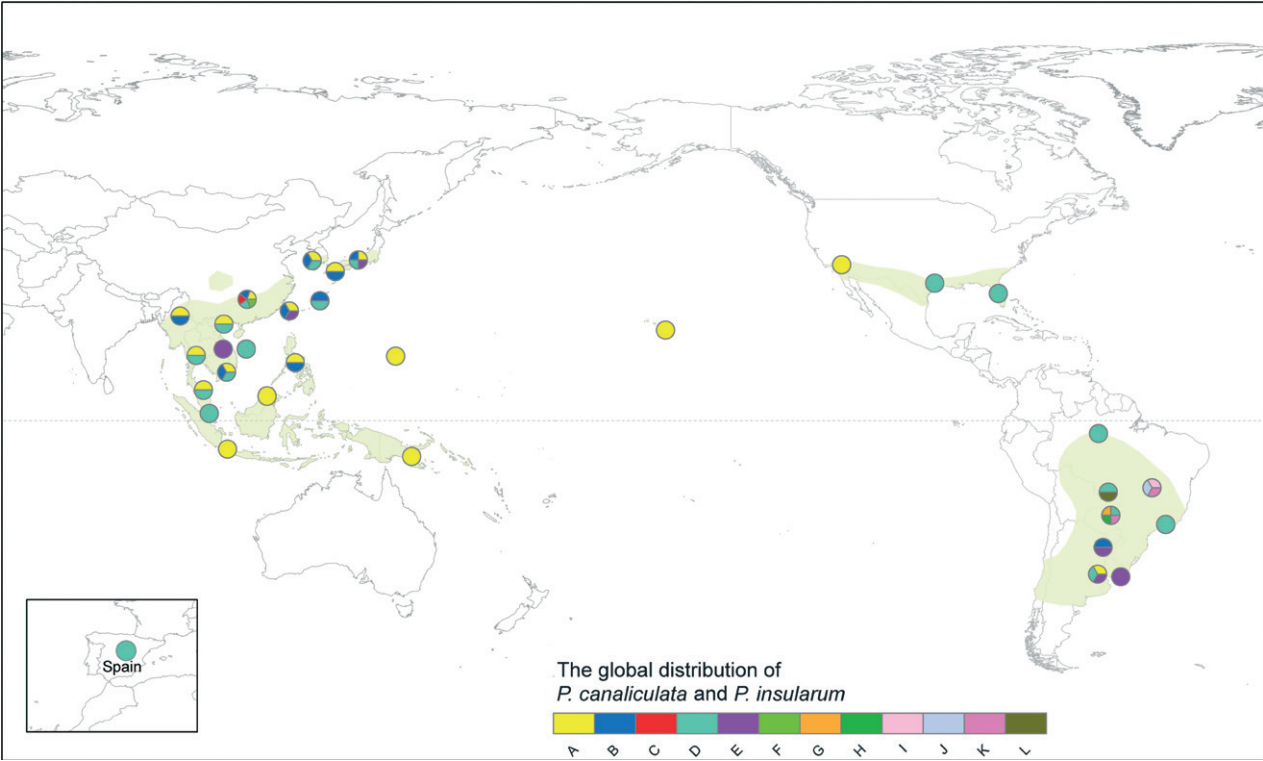 Spain
The global distribution of
P. canaliculata and P. insularum
A B C D E F G H I J K L